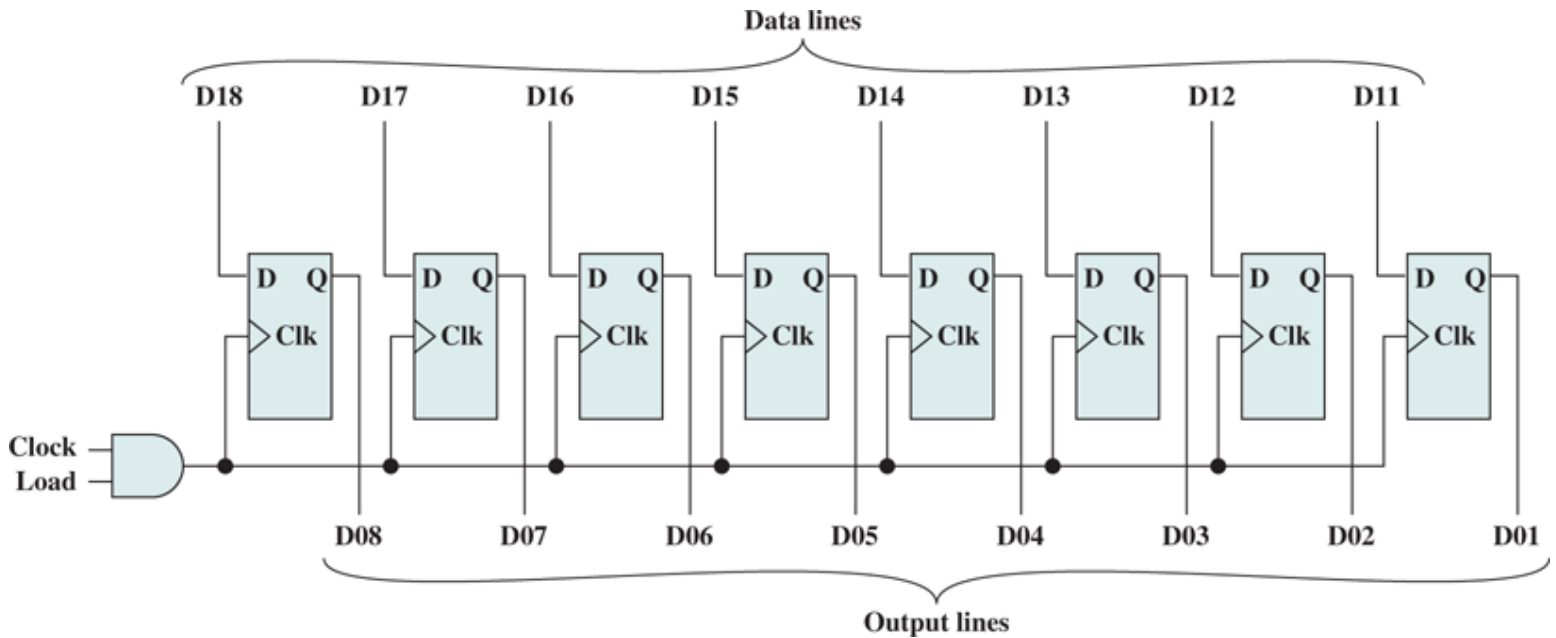 Data lines
D18 D17 D16 D15 D14 D13 D12 D11
D Q D Q D Q D Q D Q D Q D Q D Q
Clk Clk Clk Clk Clk Clk Clk Clk
Clock
Load
D08 D07 D06 D05 D04 D03 D02 D01
Output lines